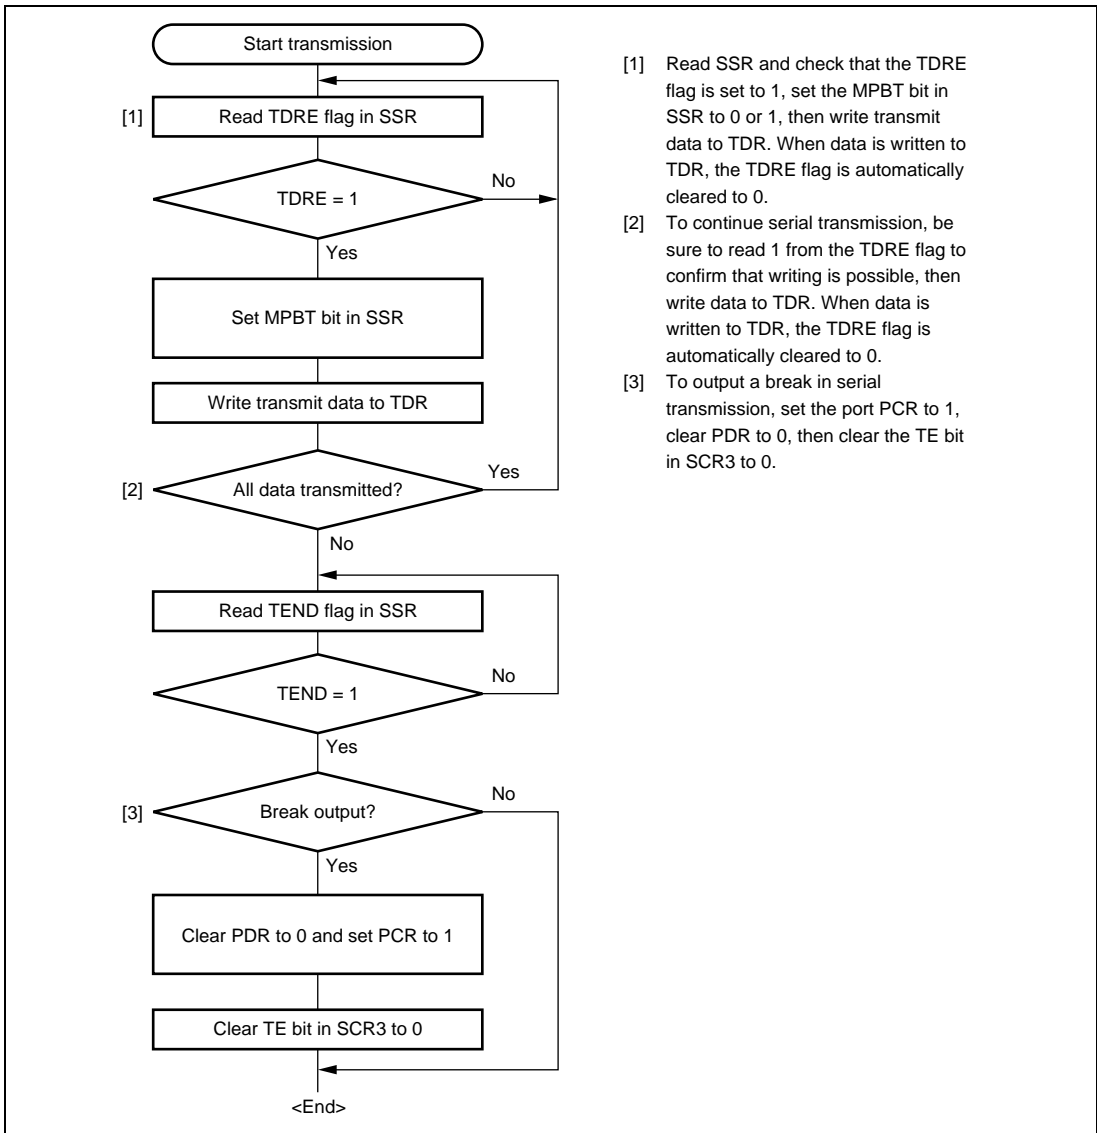 Start transmission
[1]
Read TDRE flag in SSR
TDRE = 1
No
Yes
Set MPBT bit in SSR
Write transmit data to TDR
[2]
All data transmitted?
Yes
No
Read TEND flag in SSR
TEND = 1
No
Yes
[3]
Break output?
No
Yes
Clear PDR to 0 and set PCR to 1
Clear TE bit in SCR3 to 0
<End>
[1] Read SSR and check that the TDRE
flag is set to 1, set the MPBT bit in
SSR to 0 or 1, then write transmit
data to TDR. When data is written to
TDR, the TDRE flag is automatically
cleared to 0.
[2] To continue serial transmission, be
sure to read 1 from the TDRE flag to
confirm that writing is possible, then
write data to TDR. When data is
written to TDR, the TDRE flag is
automatically cleared to 0.
[3] To output a break in serial
transmission, set the port PCR to 1,
clear PDR to 0, then clear the TE bit
in SCR3 to 0.